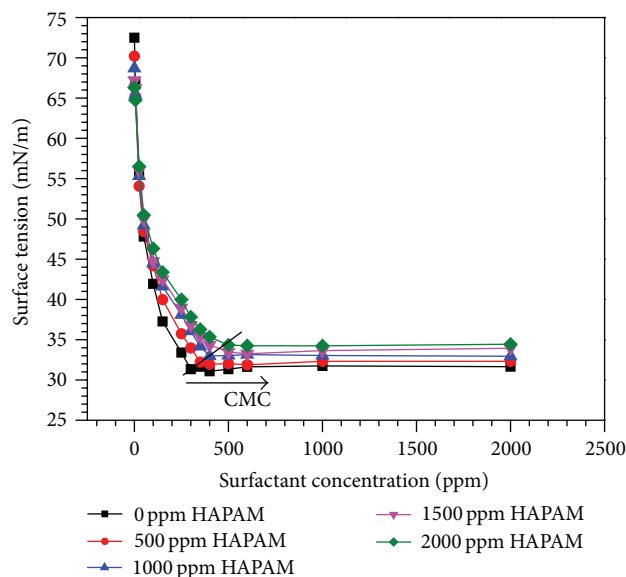 75
70
65
60
55
50
45
40
35
30
25
Surface tension (mN/m)
CMC
0
500
1000
1500
2000
2500
Surfactant concentration (ppm)
0 ppm HAPAM
500 ppm HAPAM
1000 ppm HAPAM
1500 ppm HAPAM
2000 ppm HAPAM